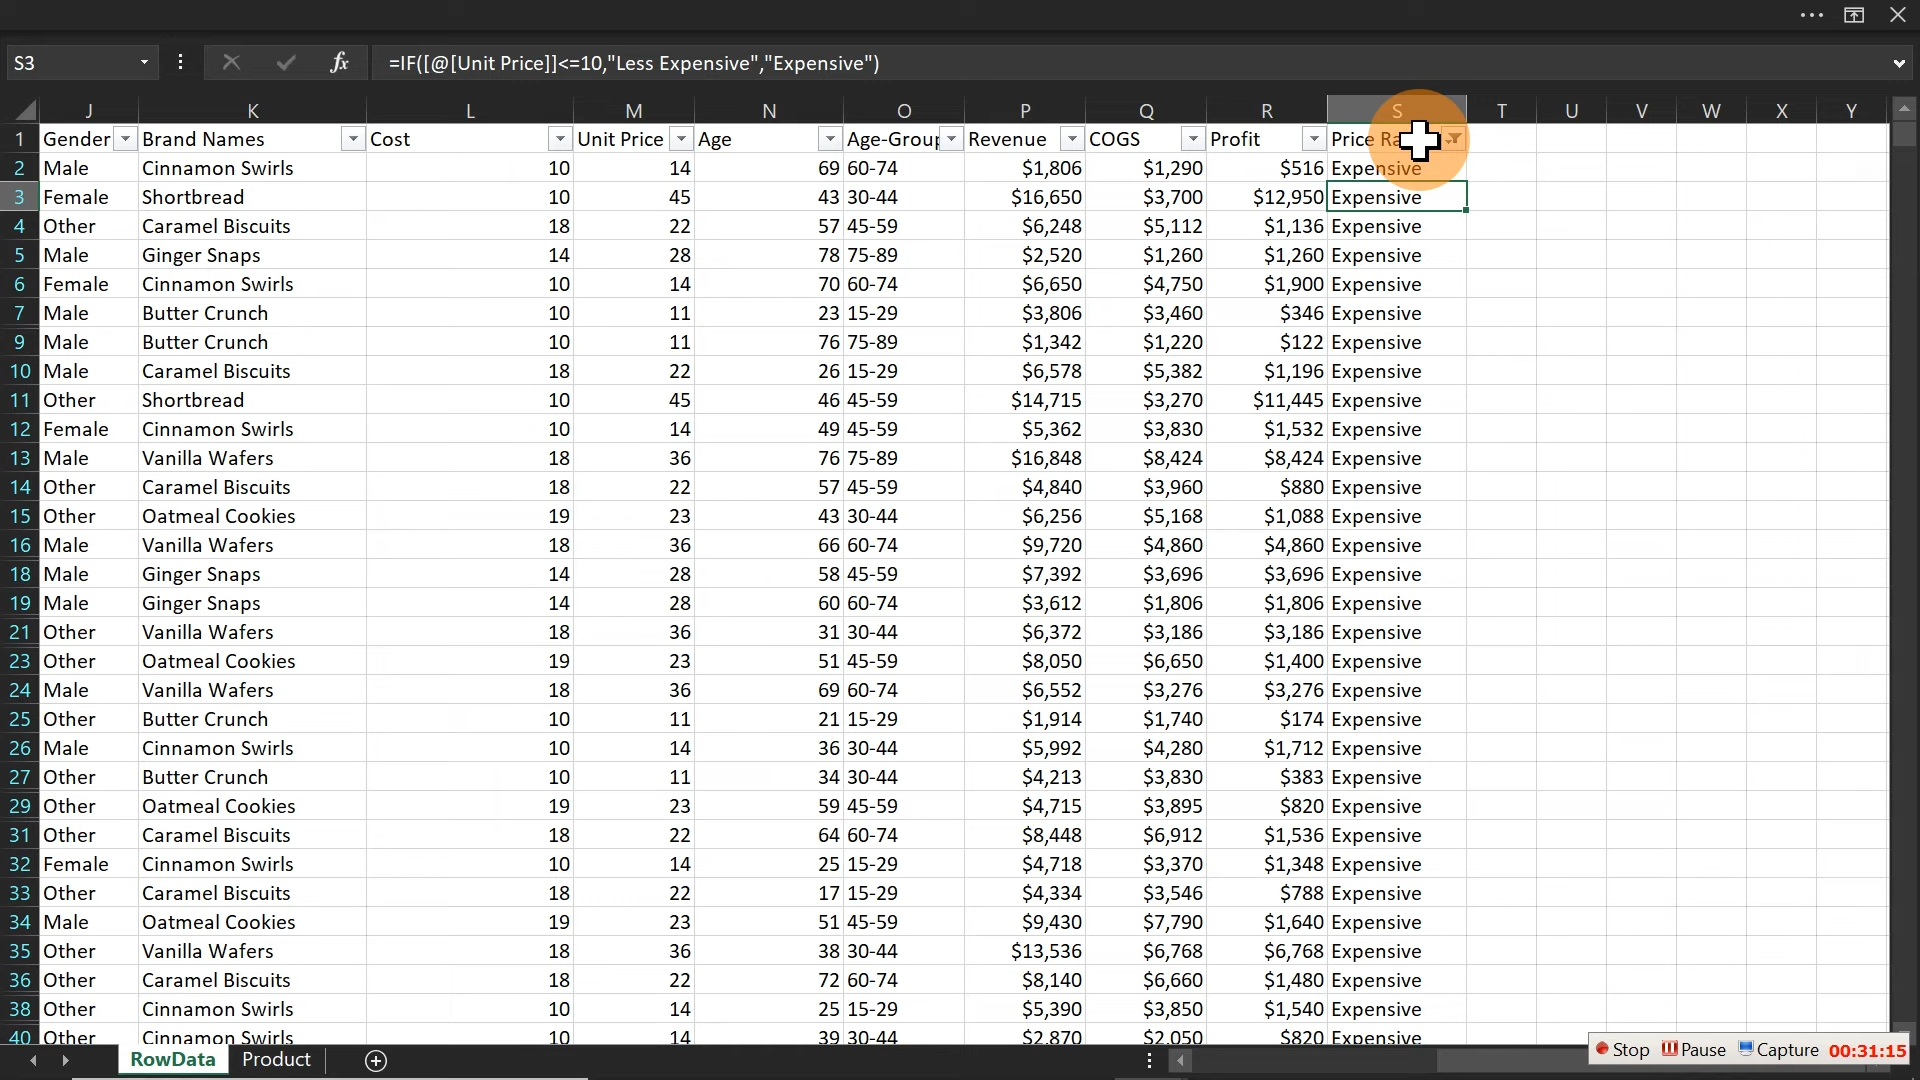 S3 fx =IF([@[Unit Price]]<=10,"Less Expensive","Expensive")
J K L M N O P Q R S T U V W X Y
1 Gender Brand Names Cost Unit Price Age Age-Group Revenue COGS Profit Price Ra
2 Male Cinnamon Swirls 10 14 69 60-74 $1,806 $1,290 $516 Expensive
3 Female Shortbread 10 45 43 30-44 $16,650 $3,700 $12,950 Expensive
4 Other Caramel Biscuits 18 22 57 45-59 $6,248 $5,112 $1,136 Expensive
5 Male Ginger Snaps 14 28 78 75-89 $2,520 $1,260 $1,260 Expensive
6 Female Cinnamon Swirls 10 14 70 60-74 $6,650 $4,750 $1,900 Expensive
7 Male Butter Crunch 10 11 23 15-29 $3,806 $3,460 $346 Expensive
9 Male Butter Crunch 10 11 76 75-89 $1,342 $1,220 $122 Expensive
10 Male Caramel Biscuits 18 22 26 15-29 $6,578 $5,382 $1,196 Expensive
11 Other Shortbread 10 45 46 45-59 $14,715 $3,270 $11,445 Expensive
12 Female Cinnamon Swirls 10 14 49 45-59 $5,362 $3,830 $1,532 Expensive
13 Male Vanilla Wafers 18 36 76 75-89 $16,848 $8,424 $8,424 Expensive
14 Other Caramel Biscuits 18 22 57 45-59 $4,840 $3,960 $880 Expensive
15 Other Oatmeal Cookies 19 23 43 30-44 $6,256 $5,168 $1,088 Expensive
16 Male Vanilla Wafers 18 36 66 60-74 $9,720 $4,860 $4,860 Expensive
18 Male Ginger Snaps 14 28 58 45-59 $7,392 $3,696 $3,696 Expensive
19 Male Ginger Snaps 14 28 60 60-74 $3,612 $1,806 $1,806 Expensive
21 Other Vanilla Wafers 18 36 31 30-44 $6,372 $3,186 $3,186 Expensive
23 Other Oatmeal Cookies 19 23 51 45-59 $8,050 $6,650 $1,400 Expensive
24 Male Vanilla Wafers 18 36 69 60-74 $6,552 $3,276 $3,276 Expensive
25 Other Butter Crunch 10 11 21 15-29 $1,914 $1,740 $174 Expensive
26 Male Cinnamon Swirls 10 14 36 30-44 $5,992 $4,280 $1,712 Expensive
27 Other Butter Crunch 10 11 34 30-44 $4,213 $3,830 $383 Expensive
29 Other Oatmeal Cookies 19 23 59 45-59 $4,715 $3,895 $820 Expensive
31 Other Caramel Biscuits 18 22 64 60-74 $8,448 $6,912 $1,536 Expensive
32 Female Cinnamon Swirls 10 14 25 15-29 $4,718 $3,370 $1,348 Expensive
33 Other Caramel Biscuits 18 22 17 15-29 $4,334 $3,546 $788 Expensive
34 Male Oatmeal Cookies 19 23 51 45-59 $9,430 $7,790 $1,640 Expensive
35 Other Vanilla Wafers 18 36 38 30-44 $13,536 $6,768 $6,768 Expensive
36 Other Caramel Biscuits 18 22 72 60-74 $8,140 $6,660 $1,480 Expensive
38 Other Cinnamon Swirls 10 14 25 15-29 $5,390 $3,850 $1,540 Expensive
40 Other Cinnamon Swirls 10 14 39 30-44 $2,870 $2,050 $820 Expensive
RowData Product
Stop Pause Capture 00:31:15